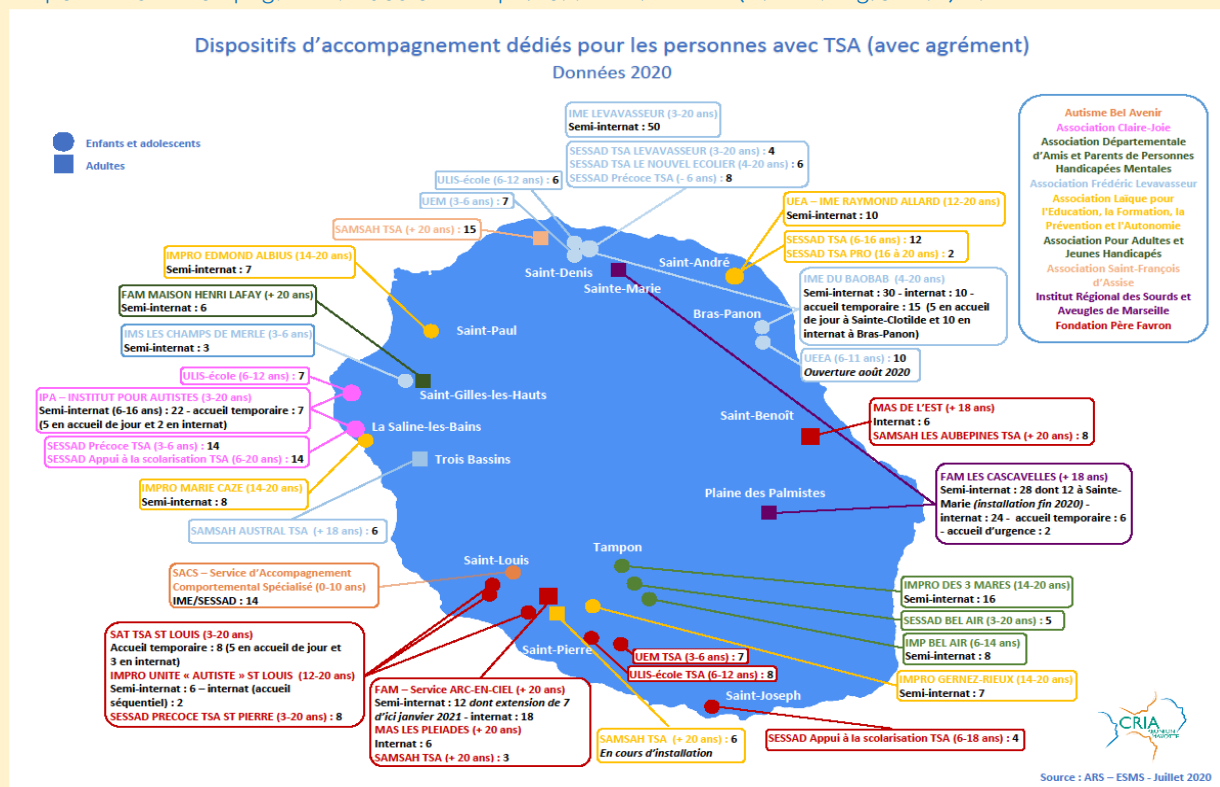 Dispositifs d’accompagnement dédiés pour les personnes avec TSA (avec agrément)
Données 2020
Enfants et adolescents
Adultes
IME LEVAVASSEUR (3-20 ans)
Semi-internat : 50
SESSAD TSA LEVAVASSEUR (3-20 ans) : 4
SESSAD TSA LE NOUVEL ECOLIER (4-20 ans) : 6
SESSAD Précoce TSA (- 6 ans) : 8
ULIS-école (6-12 ans) : 6
UEM (3-6 ans) : 7
SAMSAH TSA (+ 20 ans) : 15
UEA – IME RAYMOND ALLARD (12-20 ans)
Semi-internat : 10
SESSAD TSA (6-16 ans) : 12
SESSAD TSA PRO (16 à 20 ans) : 2
Autisme Bel Avenir
Association Claire-Joie
Association Départementale
d’Amis et Parents de Personnes
Handicapées Mentales
Association Frédéric Levavasseur
Association Laïque pour
l’Education, la Formation, la
Prévention et l’Autonomie
Association Pour Adultes et
Jeunes Handicapés
Association Saint-François
d’Assise
Institut Régional des Sourds et
Aveugles de Marseille
Fondation Père Favron
IMPRO EDMOND ALBIUS (14-20 ans)
Semi-internat : 7
FAM MAISON HENRI LAFAY (+ 20 ans)
Semi-internat : 6
IMS LES CHAMPS DE MERLE (3-6 ans)
Semi-internat : 3
ULIS-école (6-12 ans) : 7
IPA – INSTITUT POUR AUTISTES (3-20 ans)
Semi-internat (6-16 ans) : 22 - accueil temporaire : 7
(5 en accueil de jour et 2 en internat)
SESSAD Précoce TSA (3-6 ans) : 14
SESSAD Appui à la scolarisation TSA (6-20 ans) : 14
IMPRO MARIE CAZE (14-20 ans)
Semi-internat : 8
SAMSAH AUSTRAL TSA (+ 18 ans) : 6
Saint-Denis
Sainte-Marie
Saint-André
Bras-Panon
Saint-Paul
Saint-Gilles-les-Hauts
La Saline-les-Bains
Trois Bassins
Saint-Benoît
Plaine des Palmistes
Saint-Louis
Tampon
Saint-Pierre
Saint-Joseph
IME DU BAOBAB (4-20 ans)
Semi-internat : 30 - internat : 10 -
accueil temporaire : 15 (5 en accueil
de jour à Sainte-Clotilde et 10 en
internat à Bras-Panon)
UEEA (6-11 ans) : 10
Ouverture août 2020
MAS DE L’EST (+ 18 ans)
Internat : 6
SAMSAH LES AUBEPINES TSA (+ 20 ans) : 8
FAM LES CASCAVELLES (+ 18 ans)
Semi-internat : 28 dont 12 à Sainte-
Marie (installation fin 2020) -
internat : 24 - accueil temporaire : 6
- accueil d’urgence : 2
SACS – Service d’Accompagnement
Comportemental Spécialisé (0-10 ans)
IME/SESSAD : 14
SAT TSA ST LOUIS (3-20 ans)
Accueil temporaire : 8 (5 en accueil de jour et
3 en internat)
IMPRO UNITE « AUTISTE » ST LOUIS (12-20 ans)
Semi-internat : 6 – internat (accueil
séquentiel) : 2
SESSAD PRECOCE TSA ST PIERRE (3-20 ans) : 8
FAM – Service ARC-EN-CIEL (+ 20 ans)
Semi-internat : 12 dont extension de 7
d’ici janvier 2021 - internat : 18
MAS LES PLEIADES (+ 20 ans)
Internat : 6
SAMSAH TSA (+ 20 ans) : 3
UEM TSA (3-6 ans) : 7
ULIS-école TSA (6-12 ans) : 8
SAMSAH TSA (+ 20 ans) : 6
En cours d’installation
IMPRO DES 3 MARES (14-20 ans)
Semi-internat : 16
SESSAD BEL AIR (3-20 ans) : 5
IMP BEL AIR (6-14 ans)
Semi-internat : 8
IMPRO GERNEZ-RIEUX (14-20 ans)
Semi-internat : 7
SESSAD Appui à la scolarisation TSA (6-18 ans) : 4
CRIA
Source : ARS – ESMS - Juillet 2020